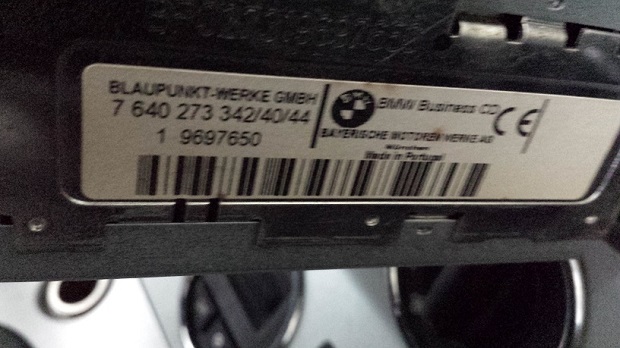 BLAUPUNKT-WERKE GMBH
7 640 273 342/40/44
1 9697650
BMW
BMW Business CD
CE
BAYERISCHE MOTOREN WERKE AG
München
Made in Portugal